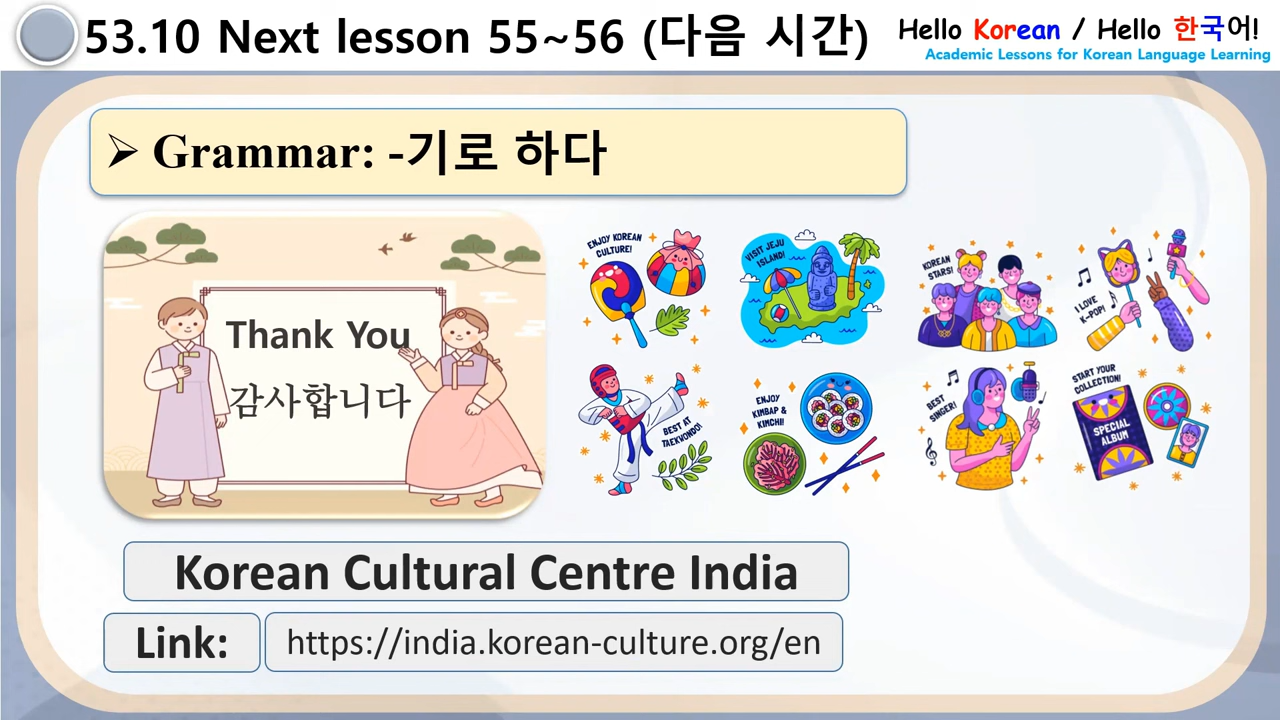 53.10 Next lesson 55~56 (다음 시간)
Hello Korean / Hello 한국어!
Academic Lessons for Korean Language Learning
➢ Grammar: -기로 하다
Thank You
감사합니다
ENJOY KOREAN
CULTURE!
VISIT JEJU
ISLAND!
KOREAN
STARS!
I LOVE
K-POP!
BEST AT
TAEKWONDO!
ENJOY
KIMBAP &
KIMCHI!
BEST
SINGER!
START YOUR
COLLECTION!
SPECIAL
ALBUM
Korean Cultural Centre India
Link: https://india.korean-culture.org/en